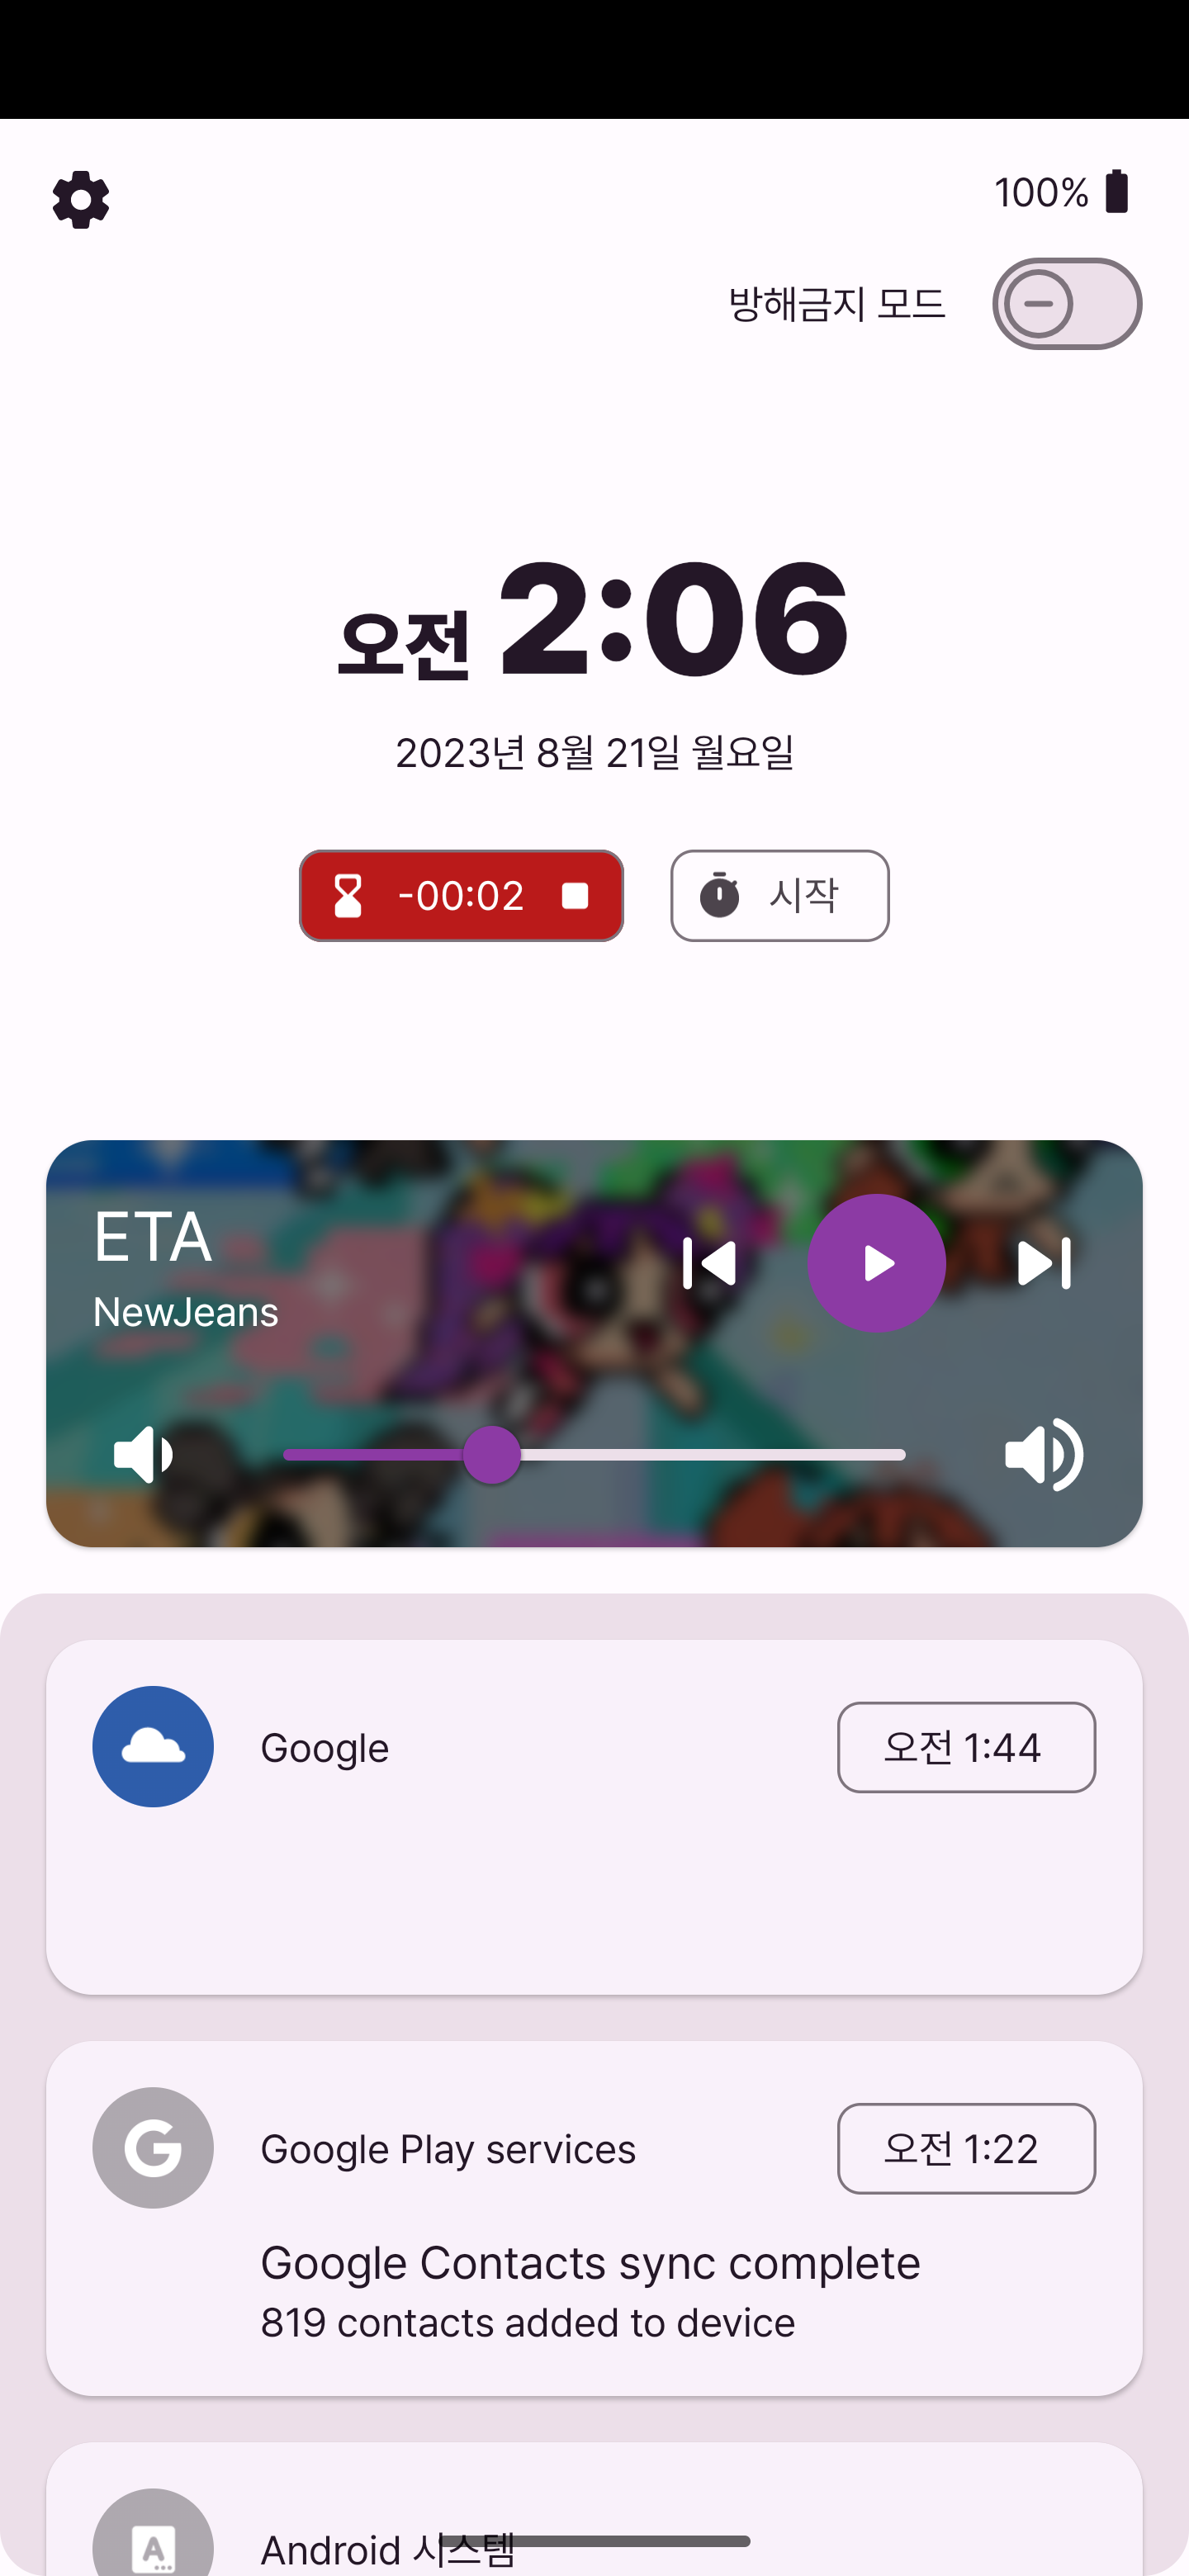 100%
방해금지 모드
오전 2:06
2023년 8월 21일 월요일
-00:02
시작
ETA
NewJeans
Google
오전 1:44
Google Play services
오전 1:22
Google Contacts sync complete
819 contacts added to device
Android 시스템